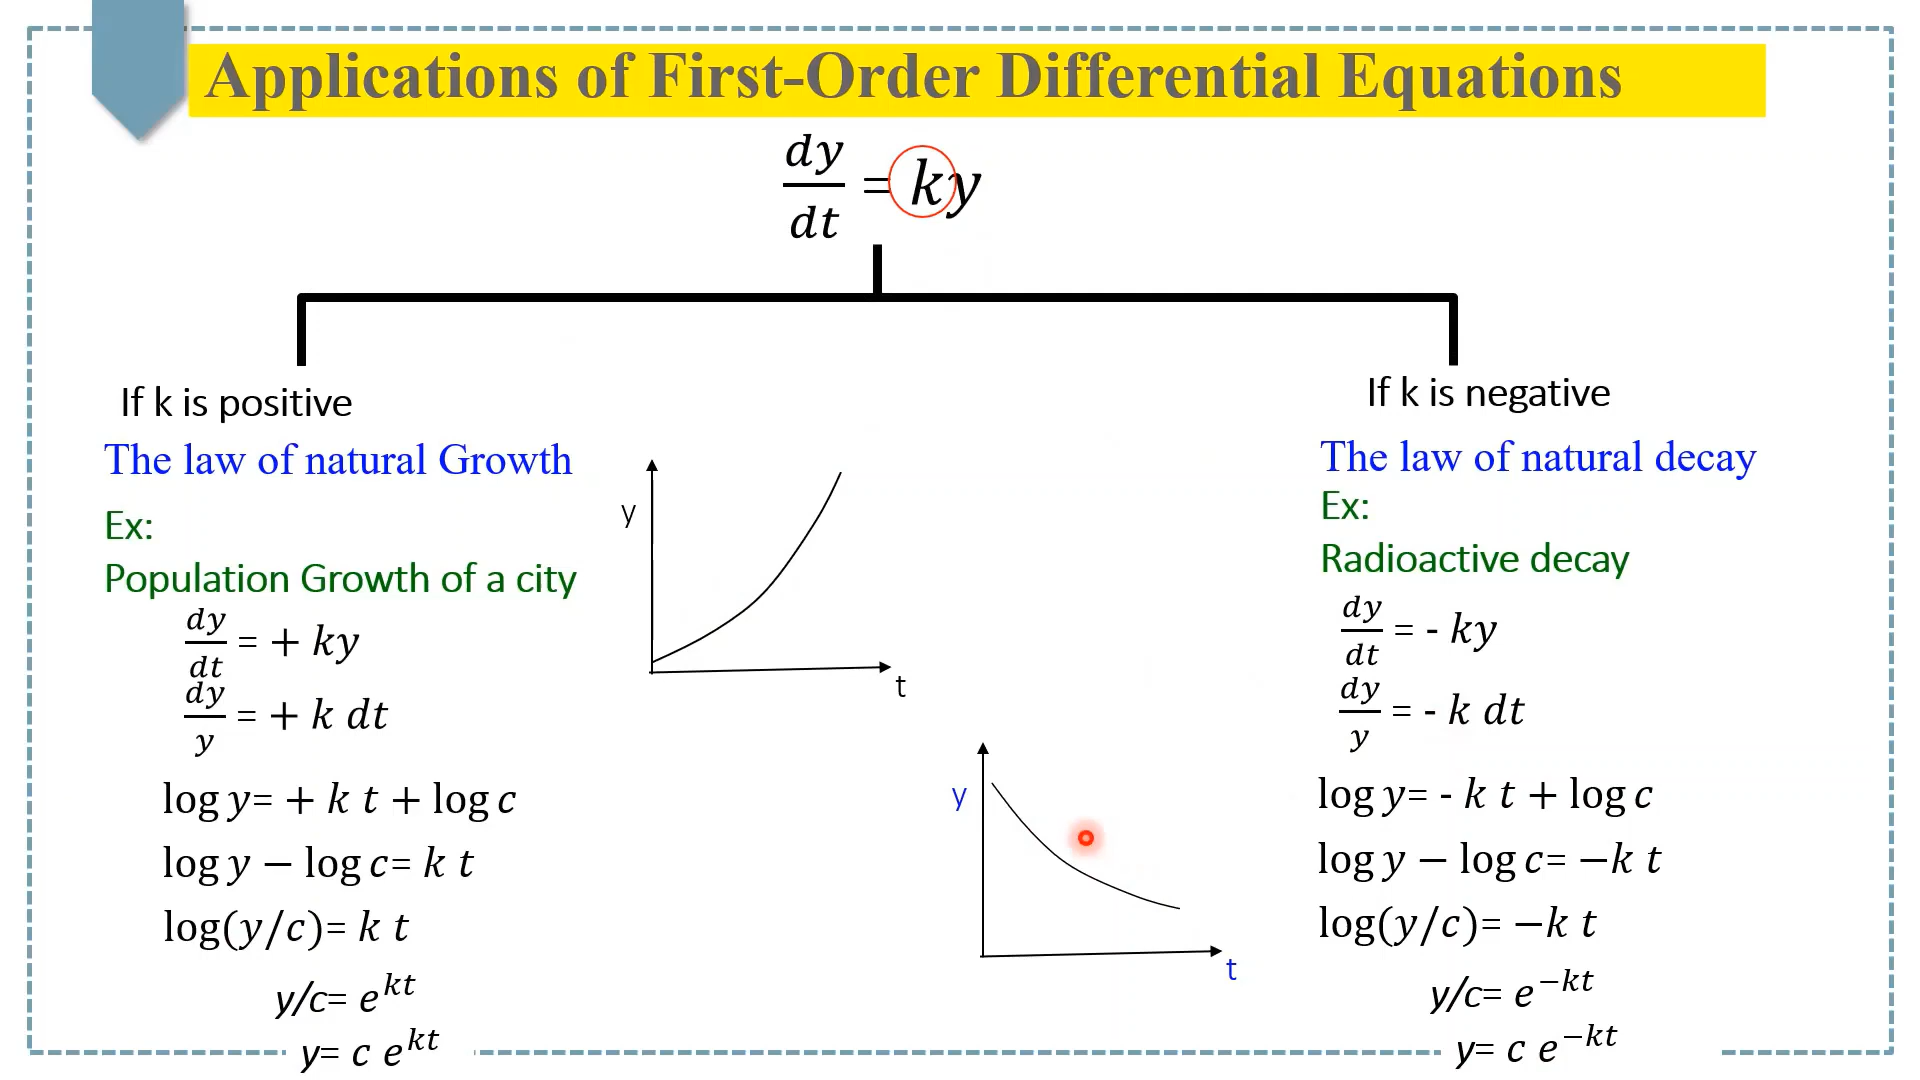 Applications of First-Order Differential Equations
dy/dt = ky
If k is positive
The law of natural Growth
Ex:
Population Growth of a city
dy/dt = + ky
dy/y = + k dt
log y= + k t + log c
log y − log c= k t
log(y/c)= k t
y/c= e^{kt}
y= c e^{kt}
y
t
y
t
If k is negative
The law of natural decay
Ex:
Radioactive decay
dy/dt = - ky
dy/y = - k dt
log y= - k t + log c
log y − log c= −k t
log(y/c)= −k t
y/c= e^{−kt}
y= c e^{−kt}